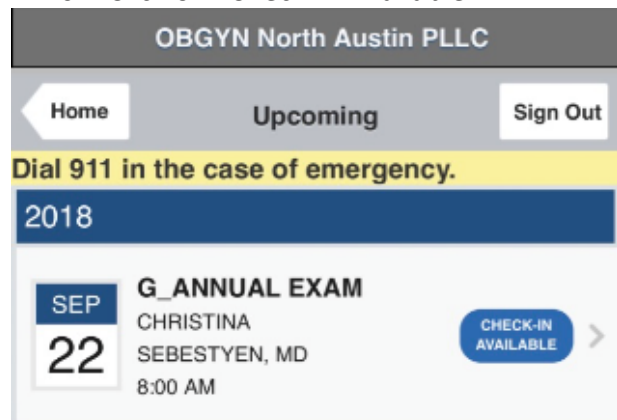 OBGYN North Austin PLLC
Home
Upcoming
Sign Out
Dial 911 in the case of emergency.
2018
SEP
22
G_ANNUAL EXAM
CHRISTINA
SEBESTYEN, MD
8:00 AM
CHECK-IN
AVAILABLE